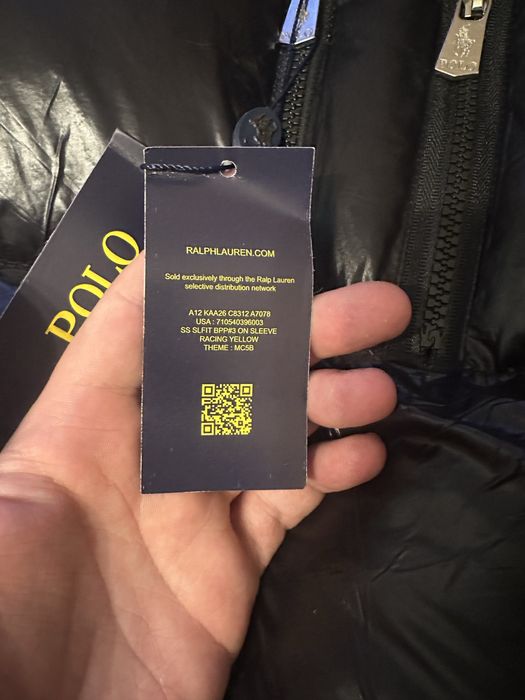 POLO
POLO
RALPHLAUREN.COM
Sold exclusively through the Ralp Lauren
selective distribution network
A12 KAA26 C8312 A7078
USA : 710540396003
SS SLFIT BPP#3 ON SLEEVE
RACING YELLOW
THEME : MC5B